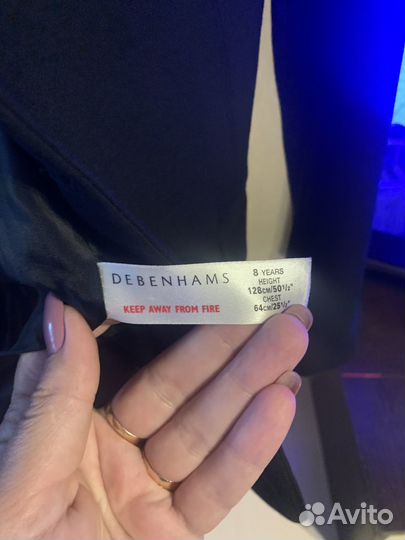 DEBENHAMS
KEEP AWAY FROM FIRE
8 YEARS
HEIGHT
128CM/50½"
CHEST
64CM/25½"
Avito